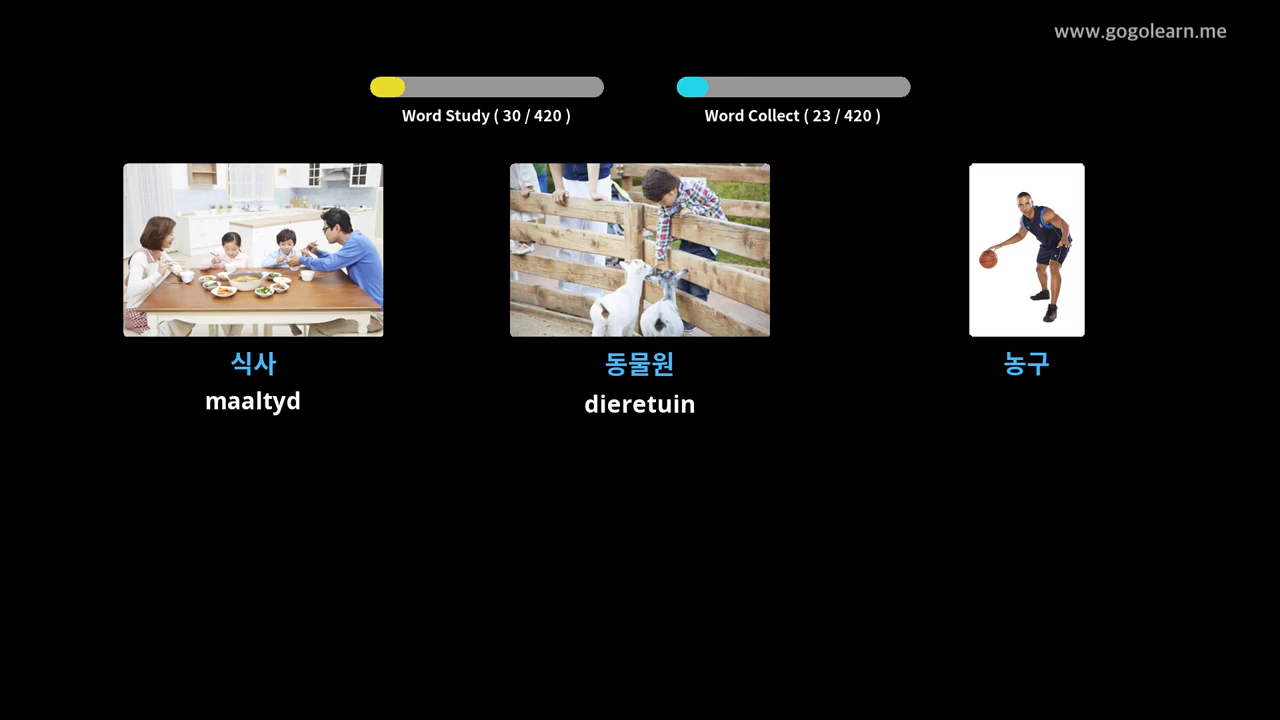 www.gogolearn.me
Word Study ( 30 / 420 )
Word Collect ( 23 / 420 )
식사
동물원
농구
maaltyd
dieretuin